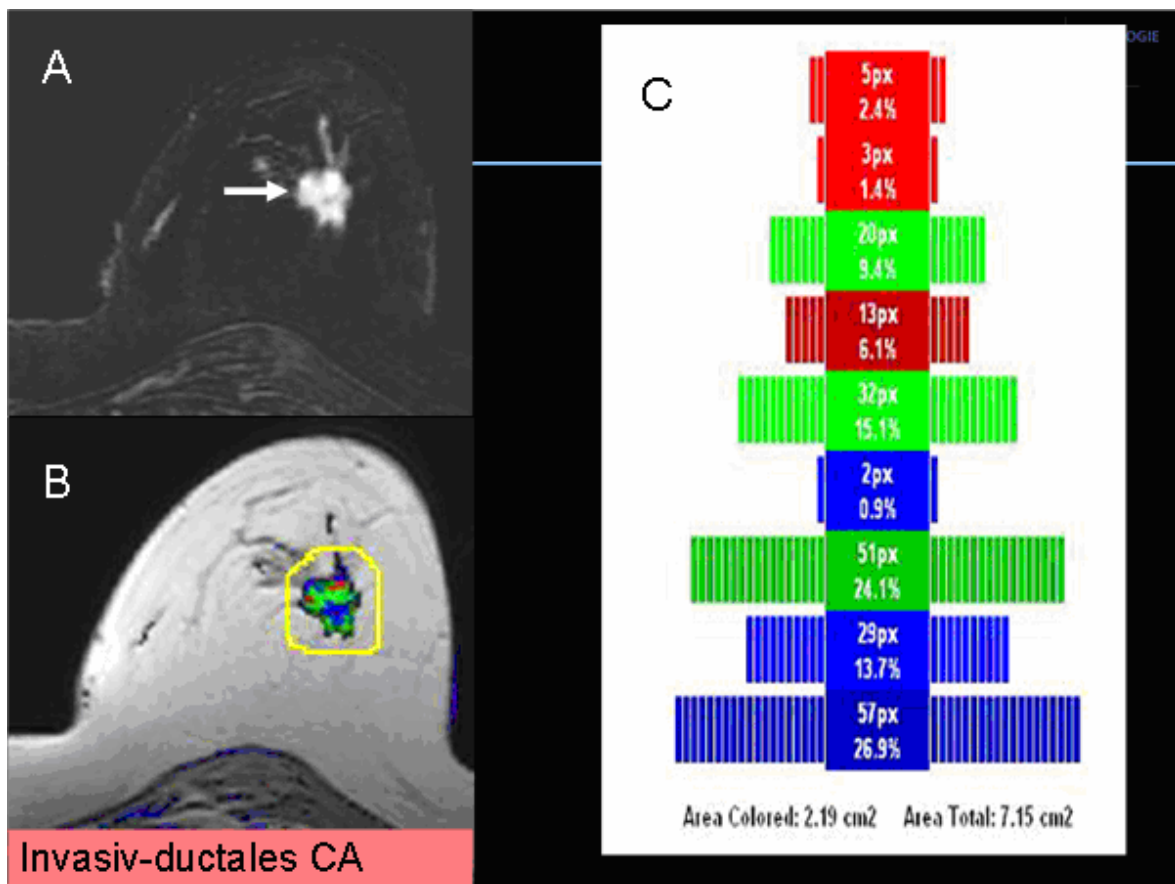 A
B
Invasiv-ductales CA
OGIE
C
5px
2.4%
3px
1.4%
20px
9.4%
13px
6.1%
32px
15.1%
2px
0.9%
51px
24.1%
29px
13.7%
57px
26.9%
Area Colored: 2.19 cm2 Area Total: 7.15 cm2